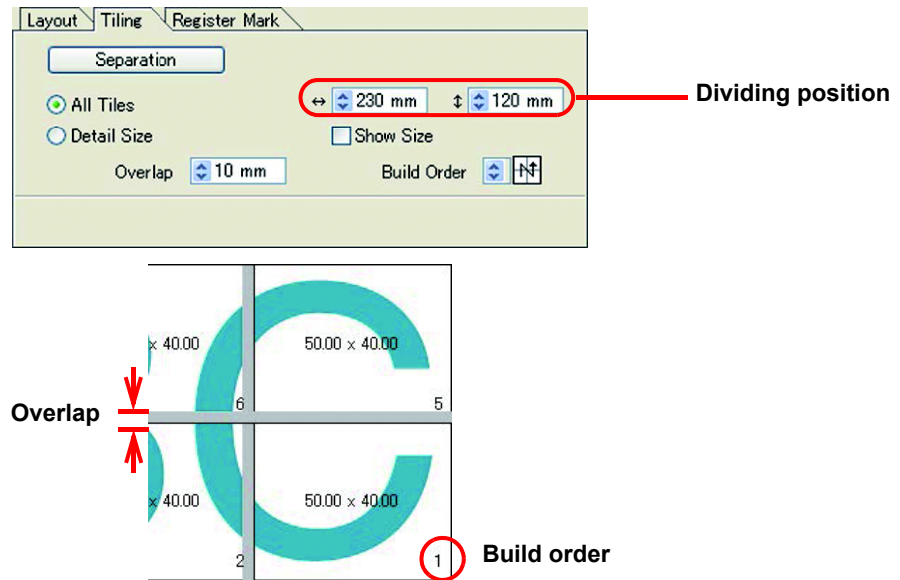 Layout Tiling Register Mark
Separation
All Tiles 230 mm 120 mm Dividing position
Detail Size Show Size
Overlap 10 mm Build Order
x 40.00 50.00 x 40.00
6 5
Overlap
x 40.00 50.00 x 40.00
2 1 Build order